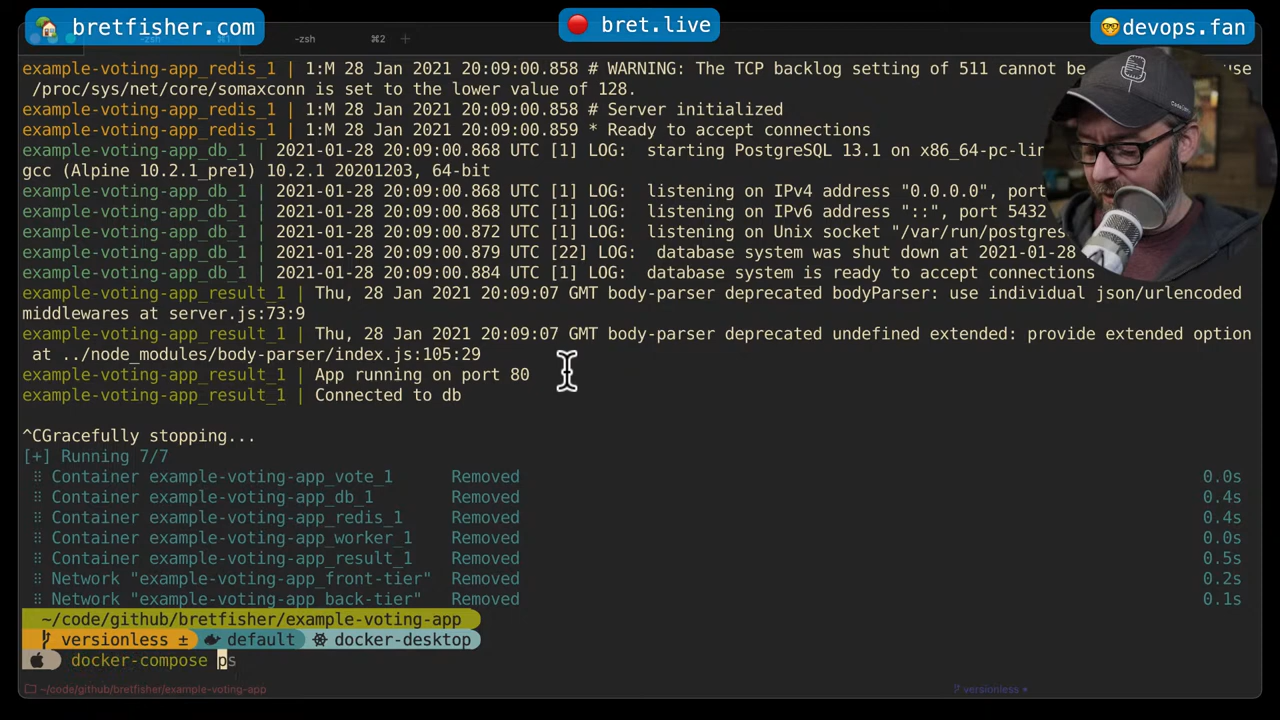 bretfisher.com
bret.live
devops.fan
-zsh
⌘1
-zsh
⌘2
+
example-voting-app_redis_1 | 1:M 28 Jan 2021 20:09:00.858 # WARNING: The TCP backlog setting of 511 cannot be
/proc/sys/net/core/somaxconn is set to the lower value of 128.
example-voting-app_redis_1 | 1:M 28 Jan 2021 20:09:00.858 # Server initialized
example-voting-app_redis_1 | 1:M 28 Jan 2021 20:09:00.859 * Ready to accept connections
example-voting-app_db_1 | 2021-01-28 20:09:00.868 UTC [1] LOG:  starting PostgreSQL 13.1 on x86_64-pc-lin
gcc (Alpine 10.2.1_pre1) 10.2.1 20201203, 64-bit
example-voting-app_db_1 | 2021-01-28 20:09:00.868 UTC [1] LOG:  listening on IPv4 address "0.0.0.0", port
example-voting-app_db_1 | 2021-01-28 20:09:00.868 UTC [1] LOG:  listening on IPv6 address "::", port 5432
example-voting-app_db_1 | 2021-01-28 20:09:00.872 UTC [1] LOG:  listening on Unix socket "/var/run/postgres
example-voting-app_db_1 | 2021-01-28 20:09:00.879 UTC [22] LOG:  database system was shut down at 2021-01-28
example-voting-app_db_1 | 2021-01-28 20:09:00.884 UTC [1] LOG:  database system is ready to accept connections
example-voting-app_result_1 | Thu, 28 Jan 2021 20:09:07 GMT body-parser deprecated bodyParser: use individual json/urlencoded
middlewares at server.js:73:9
example-voting-app_result_1 | Thu, 28 Jan 2021 20:09:07 GMT body-parser deprecated undefined extended: provide extended option
at ../node_modules/body-parser/index.js:105:29
example-voting-app_result_1 | App running on port 80
example-voting-app_result_1 | Connected to db
^CGracefully stopping...
[+] Running 7/7
⠿ Container example-voting-app_vote_1 Removed 0.0s
⠿ Container example-voting-app_db_1 Removed 0.4s
⠿ Container example-voting-app_redis_1 Removed 0.4s
⠿ Container example-voting-app_worker_1 Removed 0.0s
⠿ Container example-voting-app_result_1 Removed 0.5s
⠿ Network "example-voting-app_front-tier" Removed 0.2s
⠿ Network "example-voting-app_back-tier" Removed 0.1s
~/code/github/bretfisher/example-voting-app
versionless ± default docker-desktop
docker-compose ps
~/code/github/bretfisher/example-voting-app
versionless